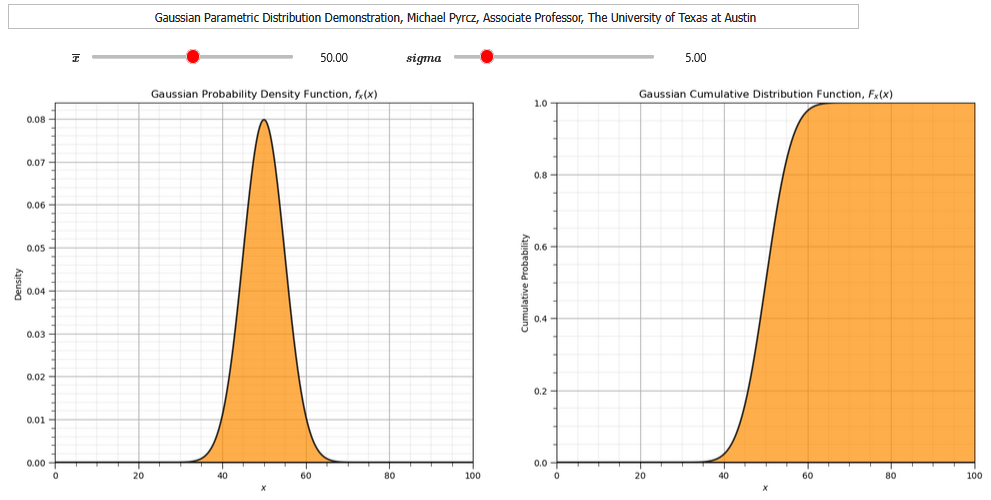 Gaussian Parametric Distribution Demonstration, Michael Pyrcz, Associate Professor, The University of Texas at Austin
x̅ 50.00 sigma 5.00
Gaussian Probability Density Function, fₓ(x)
0.08
0.07
0.06
0.05
0.04
0.03
0.02
0.01
0.00
Density
0 20 40 60 80 100
x
Gaussian Cumulative Distribution Function, Fₓ(x)
1.0
0.8
0.6
0.4
0.2
0.0
Cumulative Probability
0 20 40 60 80 100
x